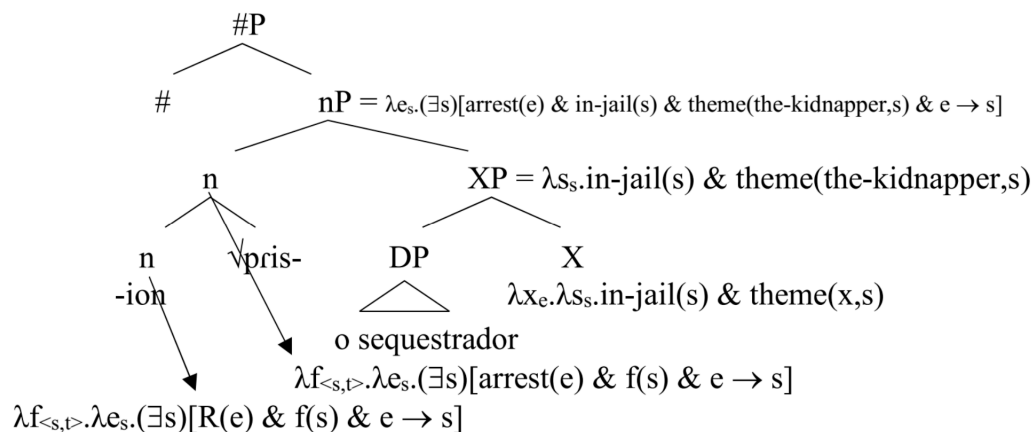 #P
# nP = λeₛ.(∃s)[arrest(e) & in-jail(s) & theme(the-kidnapper,s) & e → s]
n XP = λsₛ.in-jail(s) & theme(the-kidnapper,s)
n √pris- DP X
-ion λxₑ.λsₛ.in-jail(s) & theme(x,s)
o sequestrador
λf<s,t>.λeₛ.(∃s)[arrest(e) & f(s) & e → s]
λf<s,t>.λeₛ.(∃s)[R(e) & f(s) & e → s]